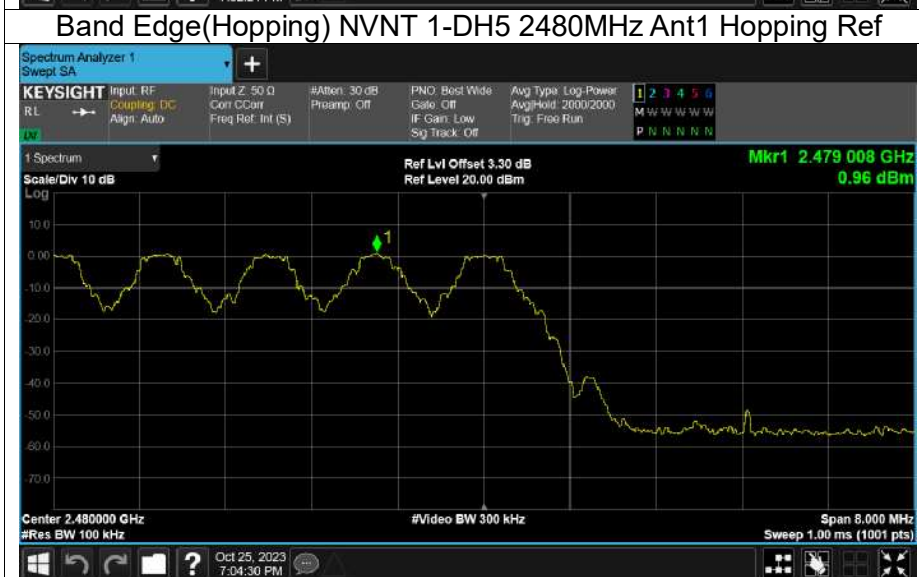 Band Edge(Hopping) NVNT 1-DH5 2480MHz Ant1 Hopping Ref
Spectrum Analyzer 1
Swept SA
+
KEYSIGHT
RL
Input: RF
Coupling: DC
Align: Auto
Input Z: 50 Ω
Corr CCorr
Freq Ref: Int (S)
#Atten: 30 dB
Preamp: Off
PNO: Best Wide
Gate: Off
IF Gain: Low
Sig Track: Off
Avg Type: Log-Power
Avg|Hold: 2000/2000
Trig: Free Run
1 2 3 4 5 6
M W W W W W
P N N N N N
1 Spectrum
Scale/Div 10 dB
Log
Ref Lvl Offset 3.30 dB
Ref Level 20.00 dBm
Mkr1 2.479 008 GHz
0.96 dBm
1
10.0
0.00
-10.0
-20.0
-30.0
-40.0
-50.0
-60.0
-70.0
Center 2.480000 GHz
#Res BW 100 kHz
#Video BW 300 kHz
Span 8.000 MHz
Sweep 1.00 ms (1001 pts)
?
Oct 25, 2023
7:04:30 PM